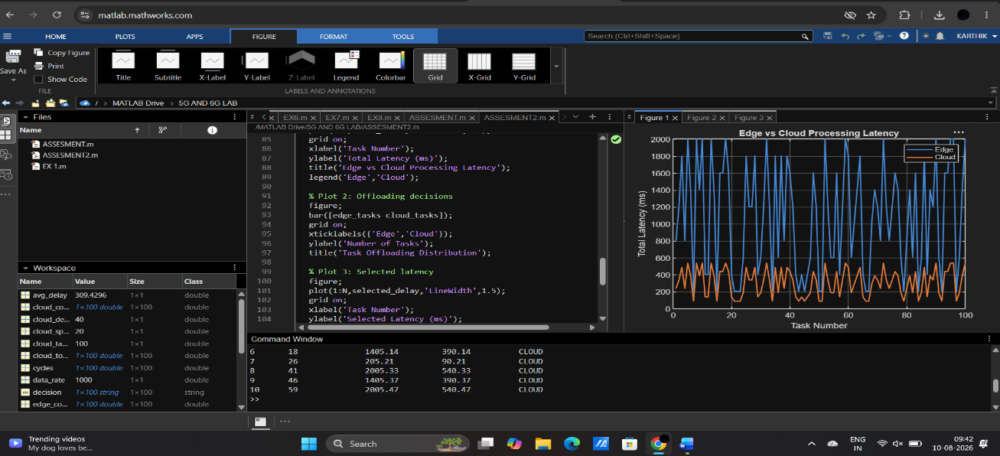 matlab.mathworks.com
HOME PLOTS APPS FIGURE FORMAT TOOLS Search (Ctrl+Shift+Space) KARTHIK
Save As
Copy Figure
Print
Show Code
Title Subtitle X-Label Y-Label Z-Label Legend Colorbar Grid X-Grid Y-Grid
FILE LABELS AND ANNOTATIONS
/ › MATLAB Drive › 5G AND 6G LAB
Files
Name
ASSESMENT.m
ASSESMENT2.m
EX 1.m
Workspace
Name Value Size Class
avg_delay 309.4296 1×1 double
cloud_co... 1×100 double 1×100 double
cloud_de... 40 1×1 double
cloud_sp... 20 1×1 double
cloud_ta... 100 1×1 double
cloud_to... 1×100 double 1×100 double
cycles 1×100 double 1×100 double
data_rate 1000 1×1 double
decision 1×100 string 1×100 string
edge_co... 1×100 double 1×100 double
EX6.m EX7.m EX8.m ASSESMENT.m ASSESMENT2.m
/MATLAB Drive/5G AND 6G LAB/ASSESMENT2.m
85 grid on;
86 xlabel('Task Number');
87 ylabel('Total Latency (ms)');
88 title('Edge vs Cloud Processing Latency');
89 legend('Edge','Cloud');
90
91 % Plot 2: Offloading decisions
92 figure;
93 bar([edge_tasks cloud_tasks]);
94 grid on;
95 xticklabels({'Edge','Cloud'});
96 ylabel('Number of Tasks');
97 title('Task Offloading Distribution');
98
99 % Plot 3: Selected latency
100 figure;
101 plot(1:N,selected_delay,'LineWidth',1.5);
102 grid on;
103 xlabel('Task Number');
104 ylabel('Selected Latency (ms)');
Figure 1 Figure 2 Figure 3
Edge vs Cloud Processing Latency
Edge
Cloud
2000
1800
1600
1400
1200
1000
800
600
400
200
0
Total Latency (ms)
0 20 40 60 80 100
Task Number
Command Window
6 18 1405.14 390.14 CLOUD
7 26 205.21 90.21 CLOUD
8 41 2005.33 540.33 CLOUD
9 46 1405.37 390.37 CLOUD
10 59 2005.47 540.47 CLOUD
>>
Trending videos
My dog loves be...
Search
ENG
IN
09:42
10-08-2026